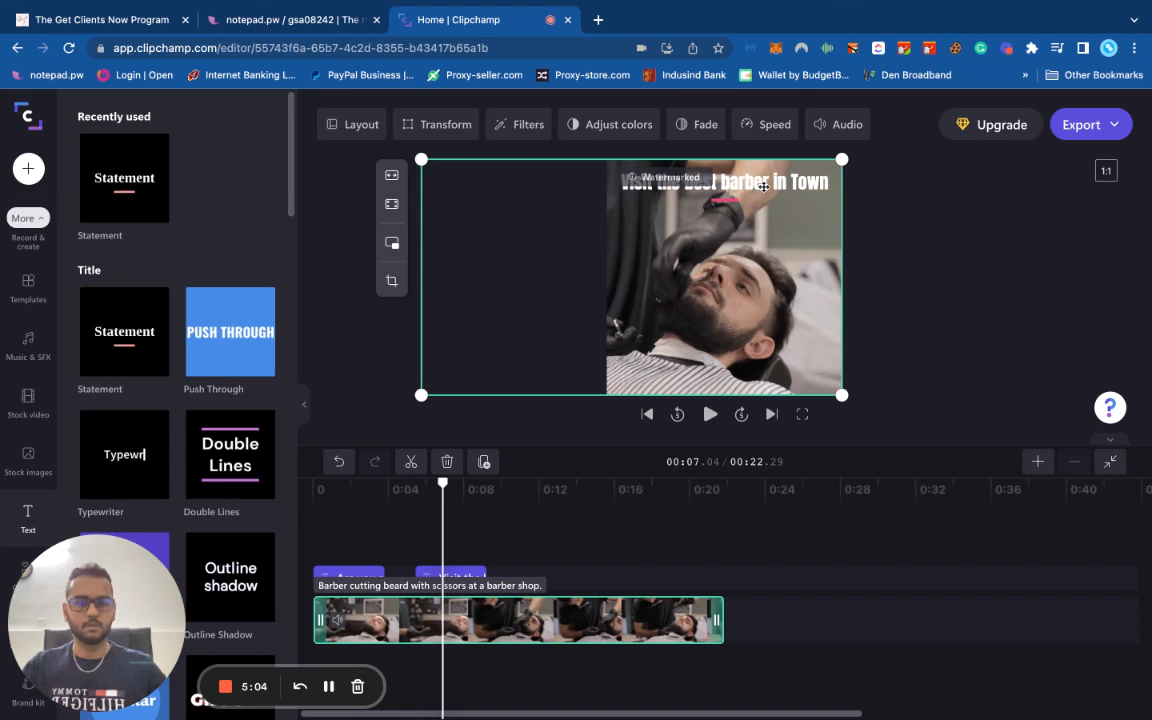 The Get Clients Now Program
notepad.pw / gsa08242 | The n
Home | Clipchamp
app.clipchamp.com/editor/55743f6a-65b7-4c2d-8355-b43417b65a1b
notepad.pw
Login | Open
Internet Banking L...
PayPal Business |...
Proxy-seller.com
Proxy-store.com
Indusind Bank
Wallet by BudgetB...
Den Broadband
»
Other Bookmarks
Recently used
Layout
Transform
Filters
Adjust colors
Fade
Speed
Audio
Upgrade
Export
Statement
Statement
More
Record & create
Templates
Music & SFX
Stock video
Stock images
Text
Brand kit
Title
Statement
PUSH THROUGH
Statement
Push Through
Typewr
Double
Lines
Typewriter
Double Lines
Outline
shadow
Outline Shadow
Watermarked
Visit the best barber in Town
1:1
5
5
?
00:07.04 / 00:22.29
0
0:04
0:08
0:12
0:16
0:20
0:24
0:28
0:32
0:36
0:40
Barber cutting beard with scissors at a barber shop.
5:04